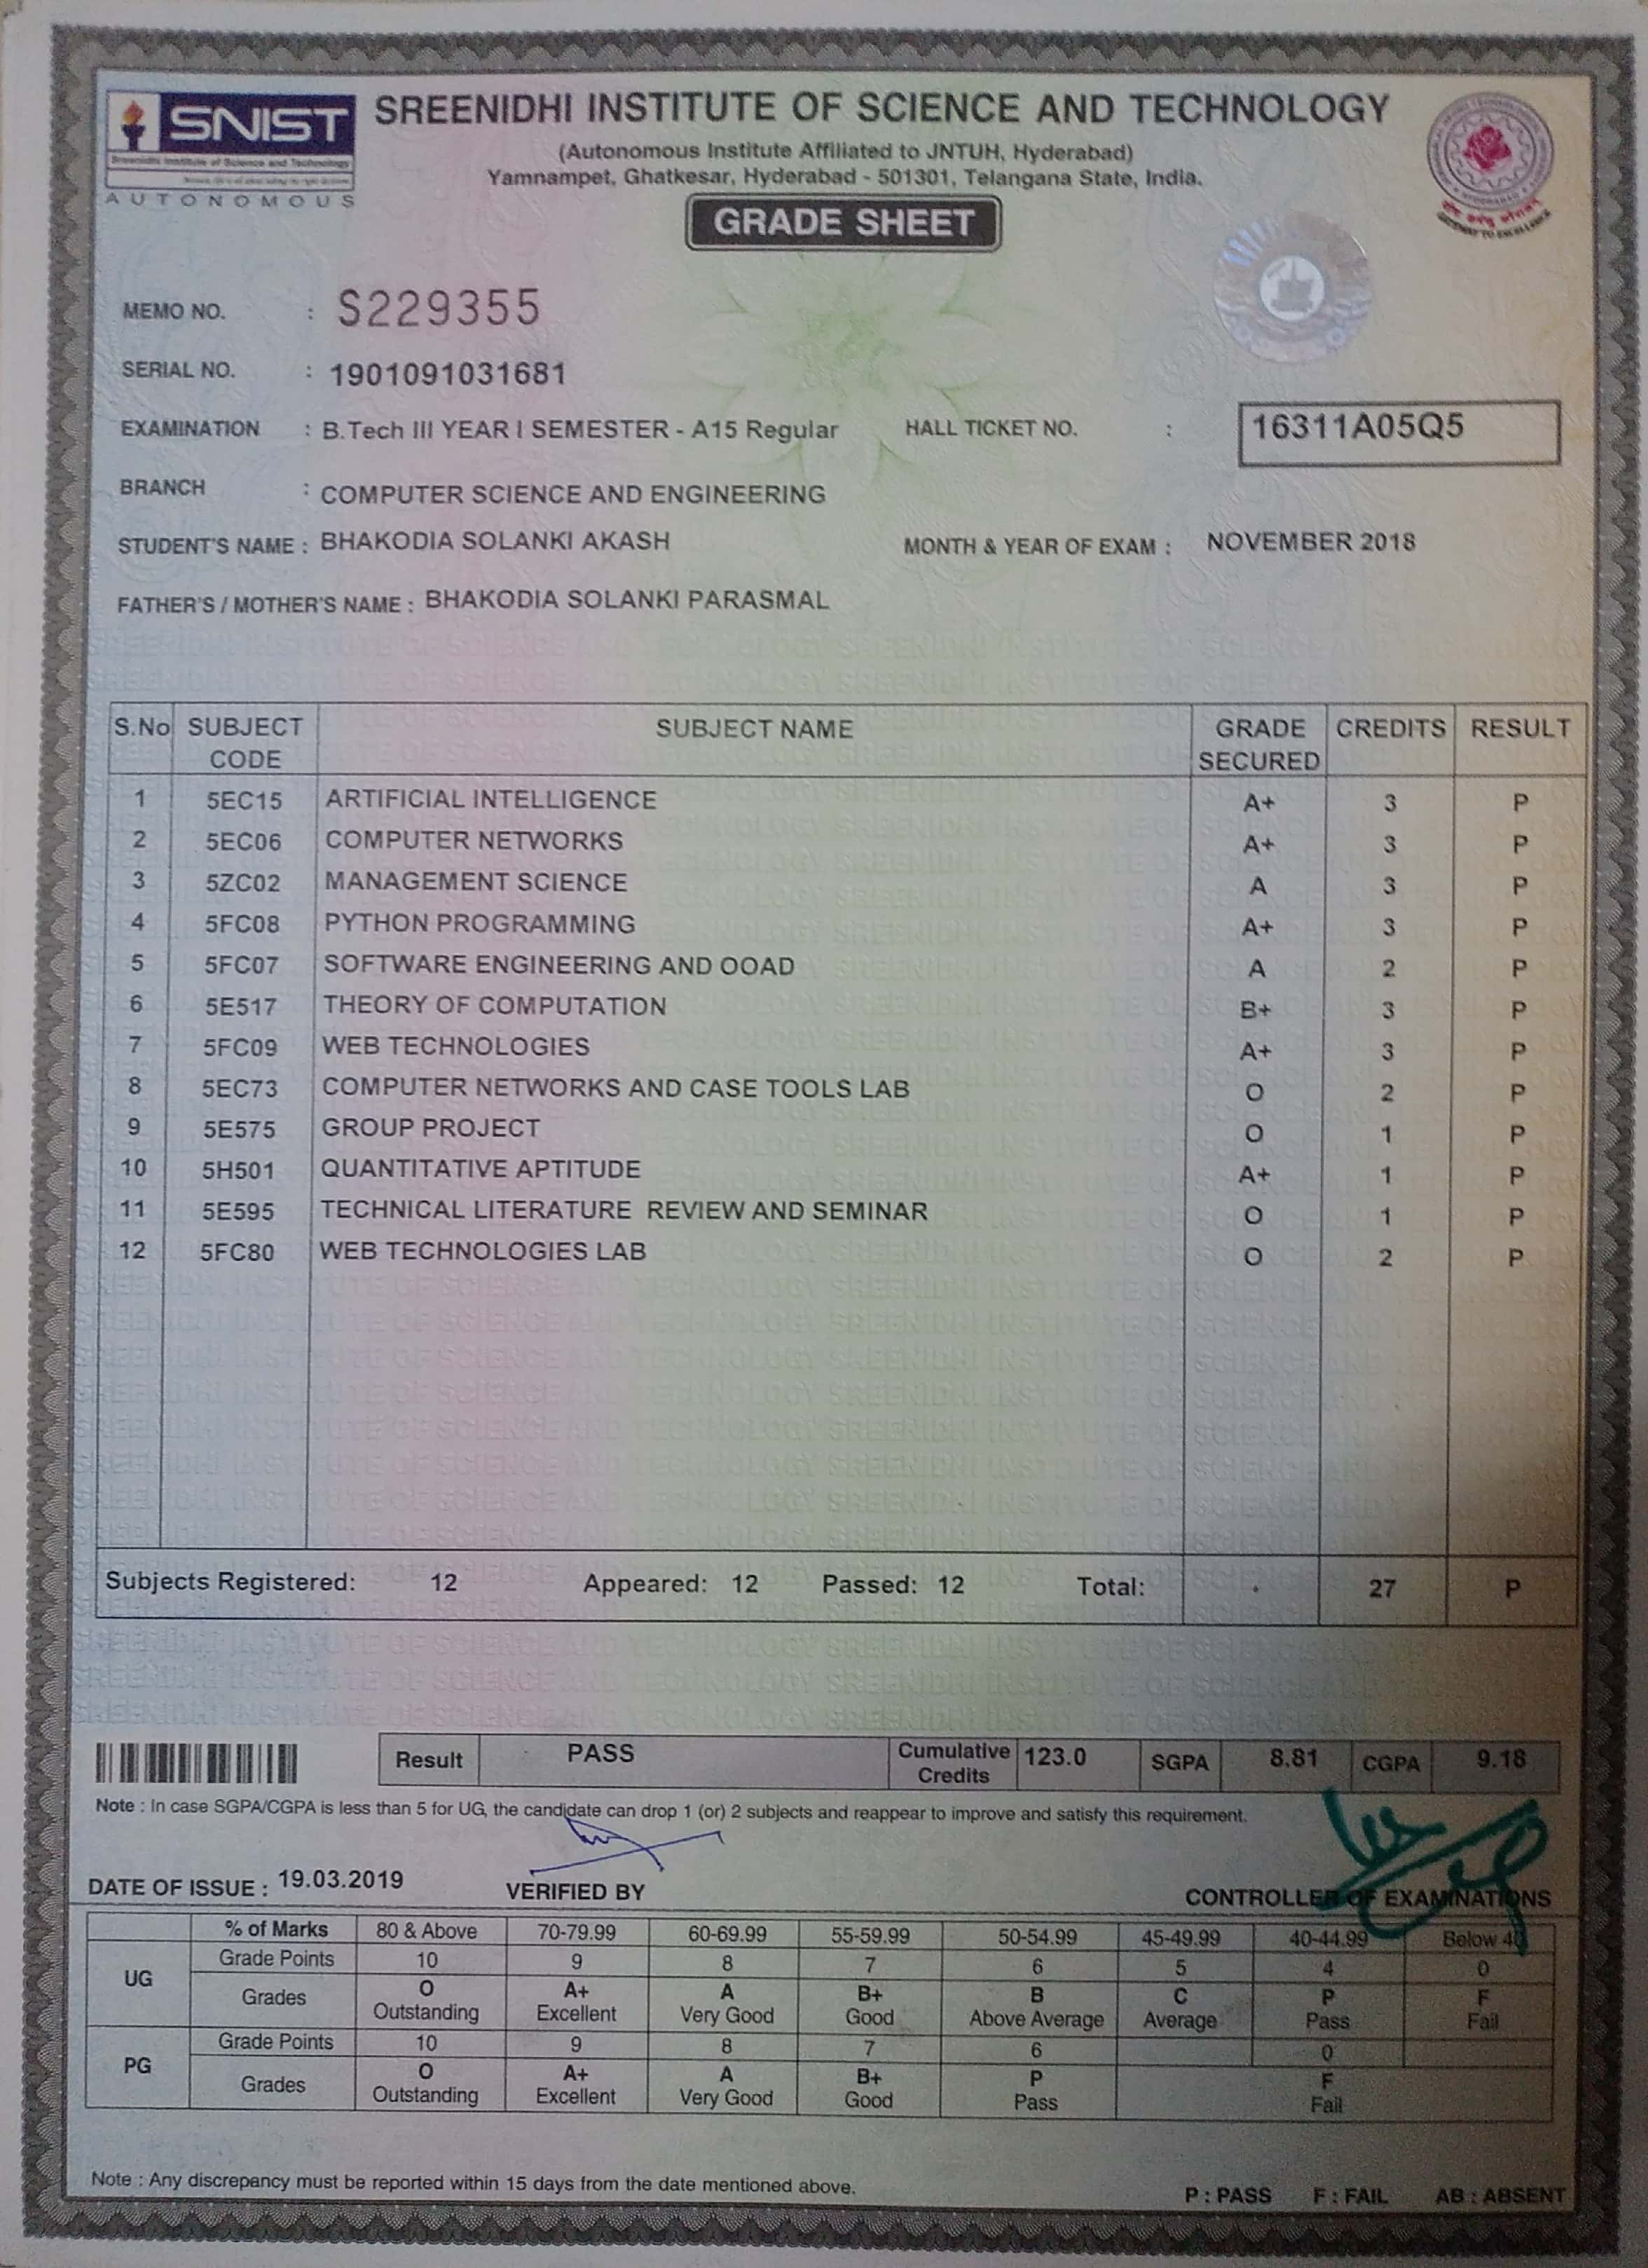 SNIST
Sreenidhi Institute of Science and Technology
AUTONOMOUS
SREENIDHI INSTITUTE OF SCIENCE AND TECHNOLOGY
(Autonomous Institute Affiliated to JNTUH, Hyderabad)
Yamnampet, Ghatkesar, Hyderabad - 501301, Telangana State, India.
GRADE SHEET
MEMO NO. : S229355
SERIAL NO. : 1901091031681
EXAMINATION : B.Tech III YEAR I SEMESTER - A15 Regular HALL TICKET NO. : 16311A05Q5
BRANCH : COMPUTER SCIENCE AND ENGINEERING
STUDENT'S NAME : BHAKODIA SOLANKI AKASH MONTH & YEAR OF EXAM : NOVEMBER 2018
FATHER'S / MOTHER'S NAME : BHAKODIA SOLANKI PARASMAL
S.No SUBJECT CODE SUBJECT NAME GRADE SECURED CREDITS RESULT
1 5EC15 ARTIFICIAL INTELLIGENCE A+ 3 P
2 5EC06 COMPUTER NETWORKS A+ 3 P
3 5ZC02 MANAGEMENT SCIENCE A 3 P
4 5FC08 PYTHON PROGRAMMING A+ 3 P
5 5FC07 SOFTWARE ENGINEERING AND OOAD A 2 P
6 5E517 THEORY OF COMPUTATION B+ 3 P
7 5FC09 WEB TECHNOLOGIES A+ 3 P
8 5EC73 COMPUTER NETWORKS AND CASE TOOLS LAB O 2 P
9 5E575 GROUP PROJECT O 1 P
10 5H501 QUANTITATIVE APTITUDE A+ 1 P
11 5E595 TECHNICAL LITERATURE REVIEW AND SEMINAR O 1 P
12 5FC80 WEB TECHNOLOGIES LAB O 2 P
Subjects Registered: 12 Appeared: 12 Passed: 12 Total: 27 P
Result PASS Cumulative Credits 123.0 SGPA 8.81 CGPA 9.18
Note : In case SGPA/CGPA is less than 5 for UG, the candidate can drop 1 (or) 2 subjects and reappear to improve and satisfy this requirement.
DATE OF ISSUE : 19.03.2019 VERIFIED BY CONTROLLER OF EXAMINATIONS
% of Marks 80 & Above 70-79.99 60-69.99 55-59.99 50-54.99 45-49.99 40-44.99 Below 40
UG
Grade Points 10 9 8 7 6 5 4 0
Grades O A+ A B+ B C P F
Outstanding Excellent Very Good Good Above Average Average Pass Fail
PG
Grade Points 10 9 8 7 6 0
Grades O A+ A B+ P F
Outstanding Excellent Very Good Good Pass Fail
Note : Any discrepancy must be reported within 15 days from the date mentioned above.
P : PASS F : FAIL AB : ABSENT